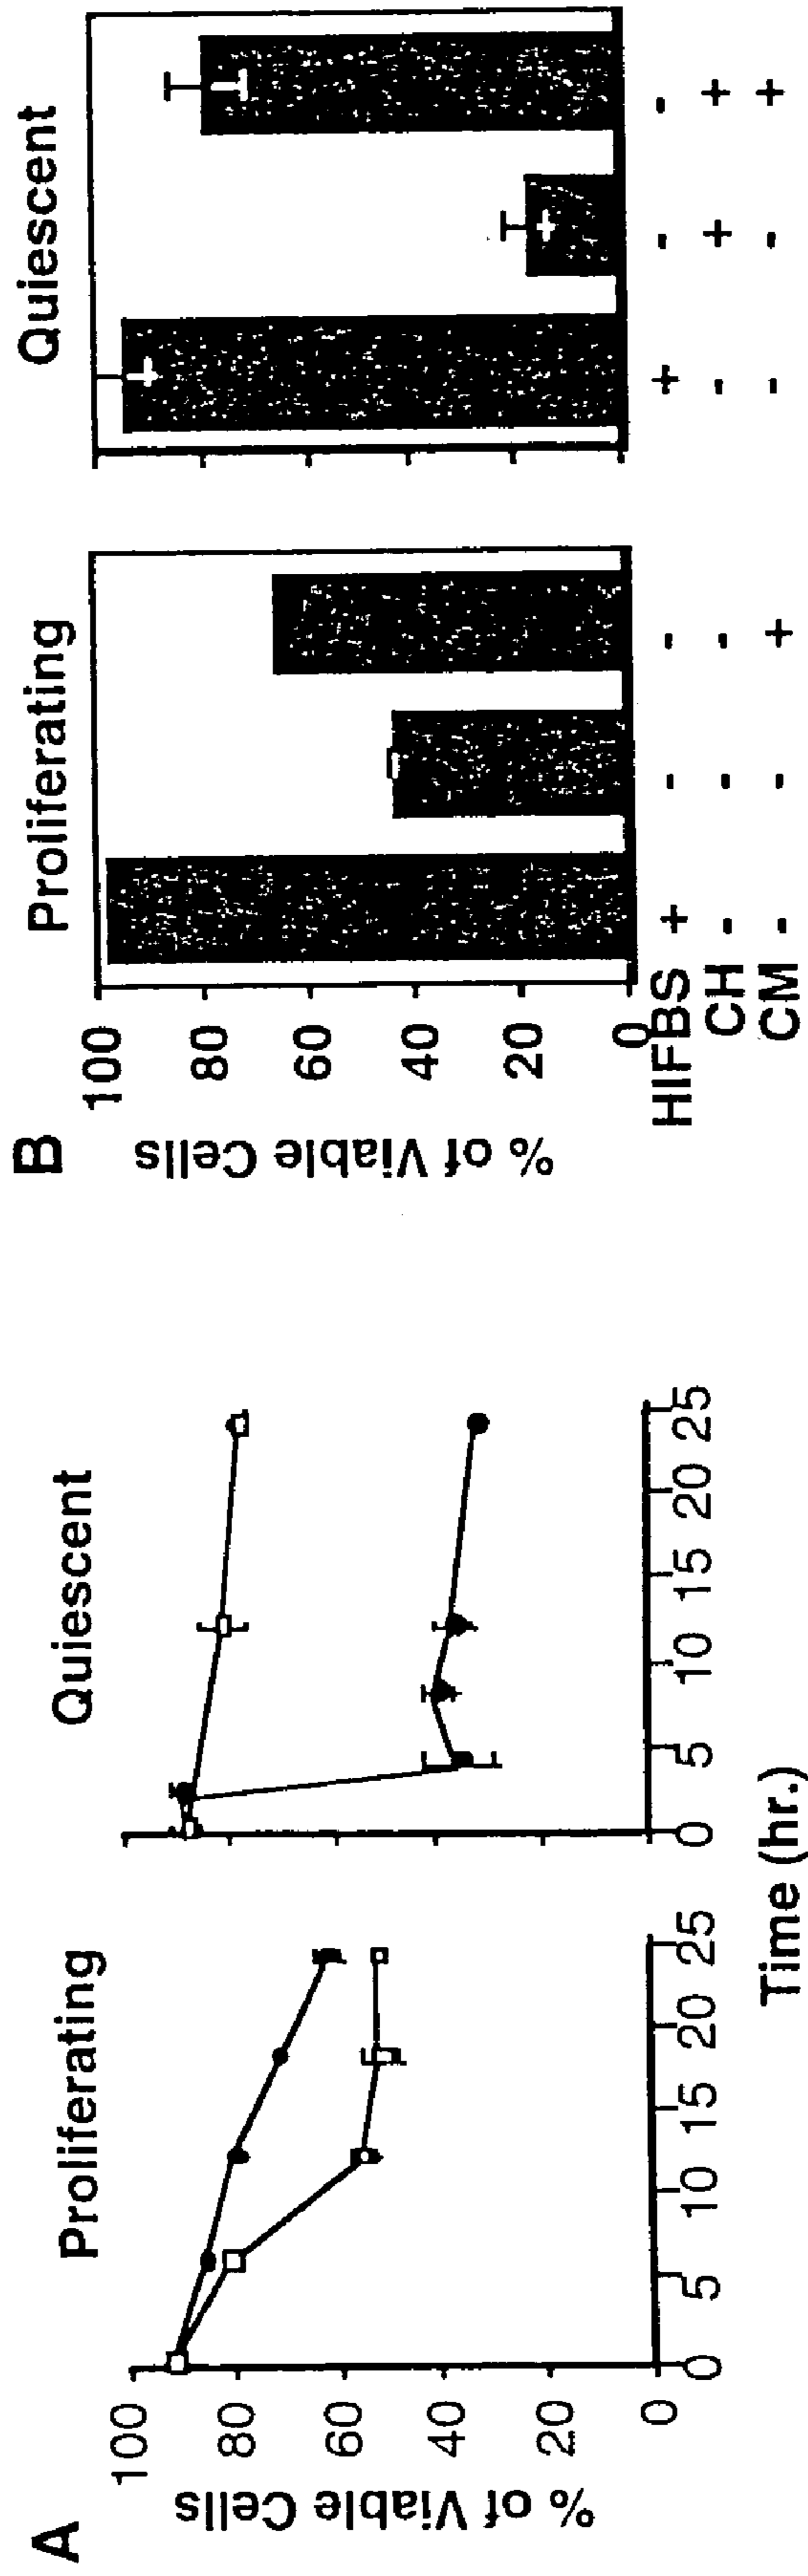 A
Proliferating
Quiescent
% of Viable Cells
100
80
60
40
20
0
0 5 10 15 20 25
0 5 10 15 20 25
Time (hr.)
B
Proliferating
Quiescent
% of Viable Cells
100
80
60
40
20
0
HIFBS + - - + - -
CH - - - - + +
CM - - + - - +